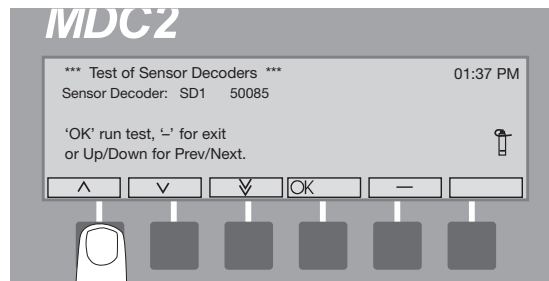 MDC2
*** Test of Sensor Decoders *** 01:37 PM
Sensor Decoder: SD1 50085
‘OK’ run test, ‘–’ for exit
or Up/Down for Prev/Next.
OK —